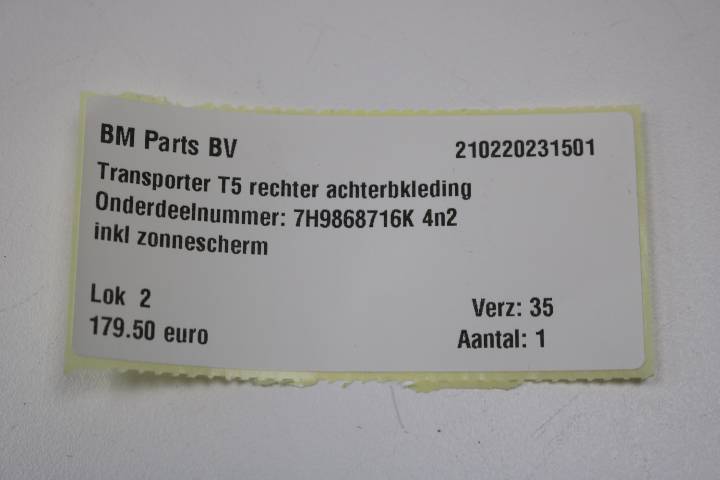 BM Parts BV 210220231501
Transporter T5 rechter achterbkleding
Onderdeelnummer: 7H9868716K 4n2
inkl zonnescherm
Lok 2 Verz: 35
179.50 euro Aantal: 1